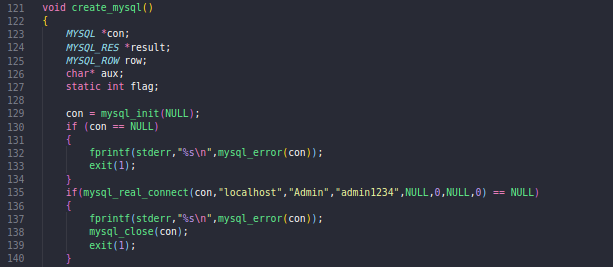 121 void create_mysql()
122 {
123 MYSQL *con;
124 MYSQL_RES *result;
125 MYSQL_ROW row;
126 char* aux;
127 static int flag;
128
129 con = mysql_init(NULL);
130 if (con == NULL)
131 {
132 fprintf(stderr,"%s\n",mysql_error(con));
133 exit(1);
134 }
135 if(mysql_real_connect(con,"localhost","Admin","admin1234",NULL,0,NULL,0) == NULL)
136 {
137 fprintf(stderr,"%s\n",mysql_error(con));
138 mysql_close(con);
139 exit(1);
140 }